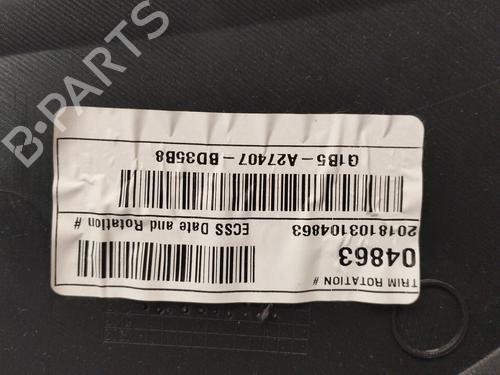 TRIM ROTATION #
04863
2018103104863
ECSS Date and Rotation #
G1B5-A27407-BD35B8
B-PARTS